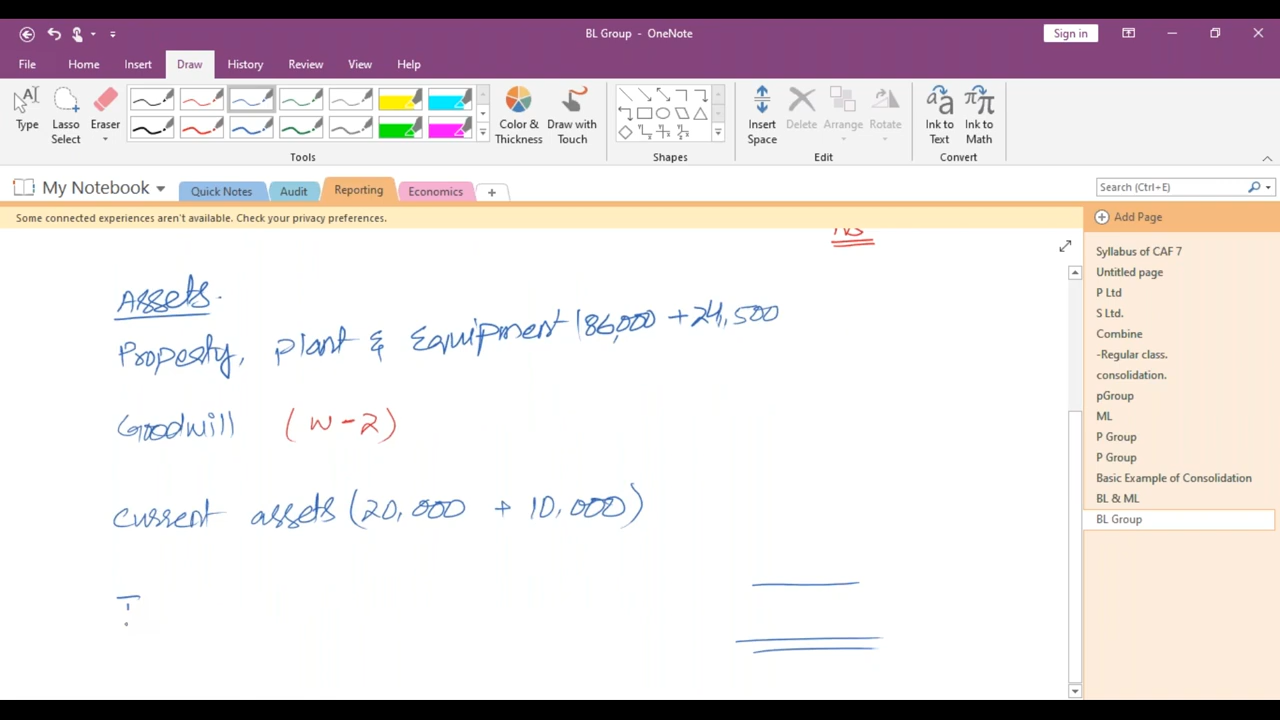 BL Group - OneNote
Sign in
File Home Insert Draw History Review View Help
Type
Lasso Select
Eraser
Color & Thickness
Draw with Touch
Insert Space
Delete
Arrange
Rotate
Ink to Text
Ink to Math
Tools
Shapes
Edit
Convert
My Notebook
Quick Notes
Audit
Reporting
Economics
Search (Ctrl+E)
Some connected experiences aren't available. Check your privacy preferences.
Add Page
Syllabus of CAF 7
Untitled page
P Ltd
S Ltd.
Combine
-Regular class.
consolidation.
pGroup
ML
P Group
P Group
Basic Example of Consolidation
BL & ML
BL Group
Assets.
Property, Plant & Equipment (86,000 + 24,500
Goodwill (W-2)
Current assets (20,000 + 10,000)
T